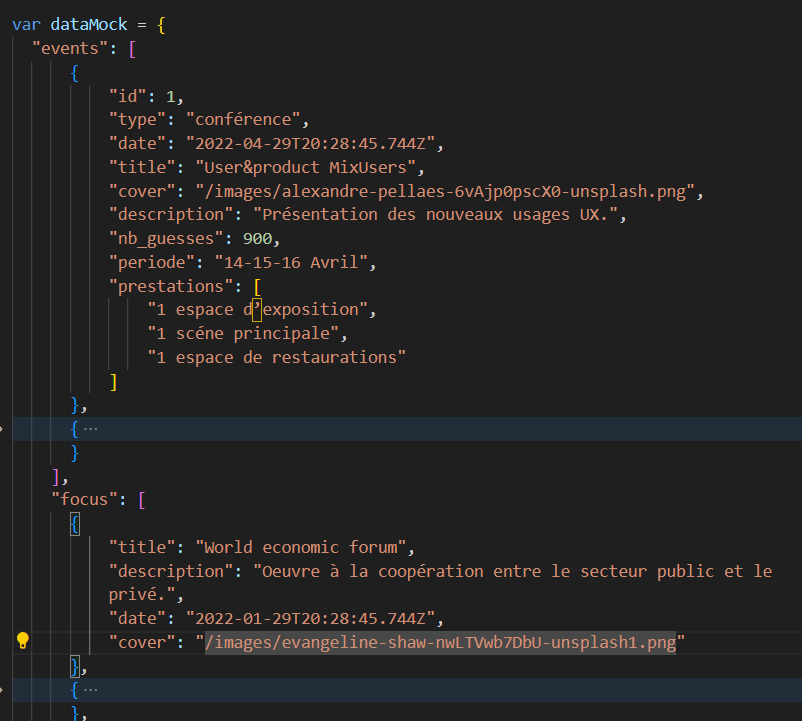 var dataMock = {
"events": [
{
"id": 1,
"type": "conférence",
"date": "2022-04-29T20:28:45.744Z",
"title": "User&product MixUsers",
"cover": "/images/alexandre-pellaes-6vAjp0pscX0-unsplash.png",
"description": "Présentation des nouveaux usages UX.",
"nb_guesses": 900,
"periode": "14-15-16 Avril",
"prestations": [
"1 espace d’exposition",
"1 scéne principale",
"1 espace de restaurations"
]
},
{ ···
}
],
"focus": [
{
"title": "World economic forum",
"description": "Oeuvre à la coopération entre le secteur public et le
privé.",
"date": "2022-01-29T20:28:45.744Z",
"cover": "/images/evangeline-shaw-nwLTVwb7DbU-unsplash1.png"
},
{ ···
},